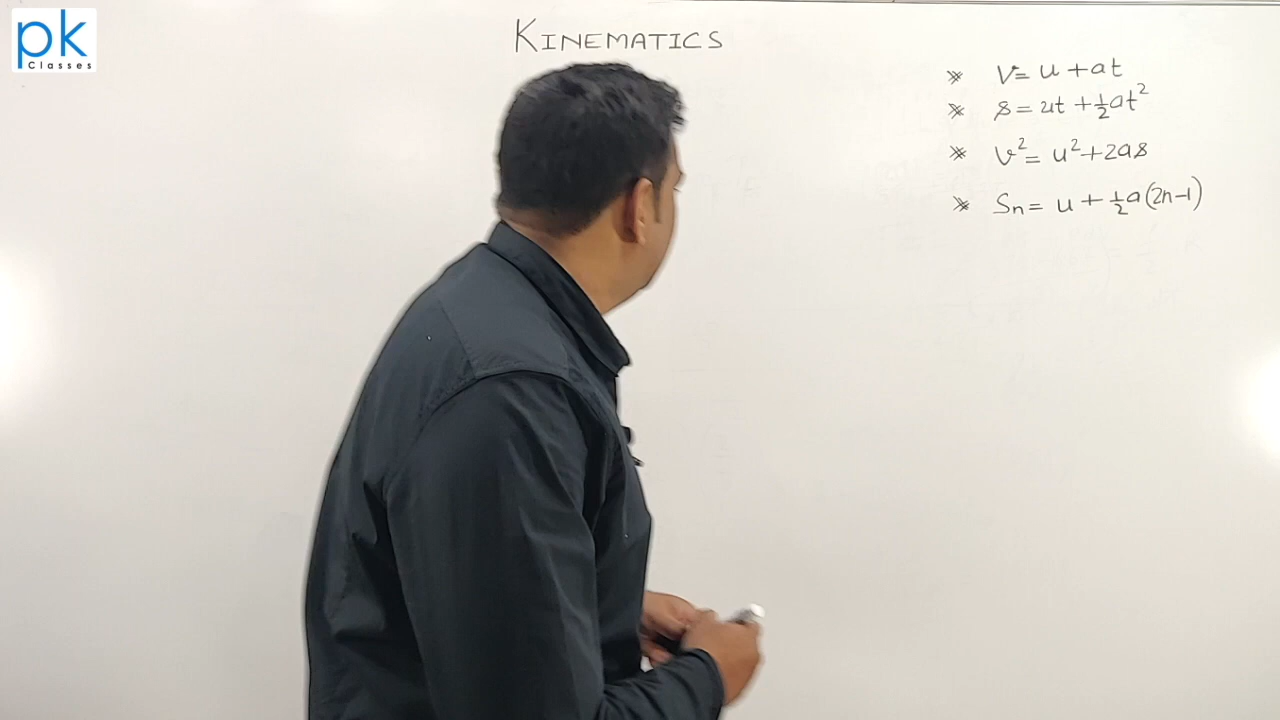 pk
Classes
KINEMATICS
* V = u + at
* s = ut + ½at²
* v² = u² + 2as
* Sn = u + ½a(2n-1)